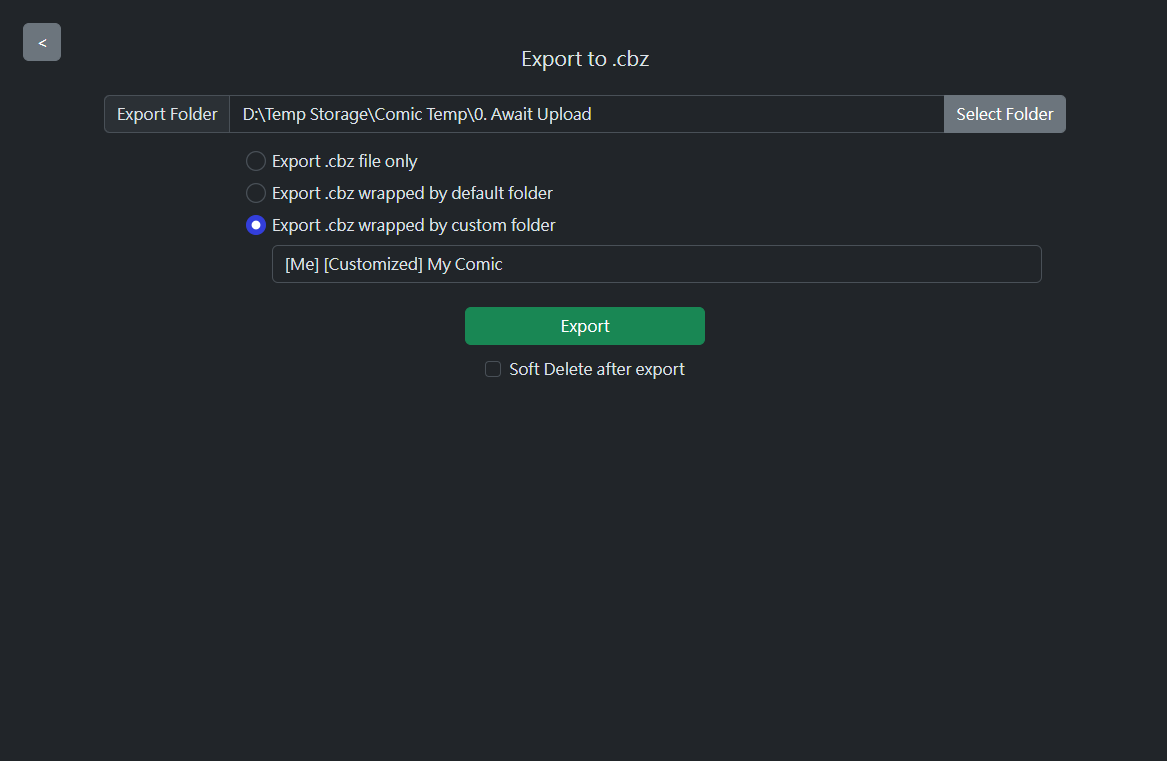 <
Export to .cbz
Export Folder D:\Temp Storage\Comic Temp\0. Await Upload Select Folder
Export .cbz file only
Export .cbz wrapped by default folder
Export .cbz wrapped by custom folder
[Me] [Customized] My Comic
Export
Soft Delete after export